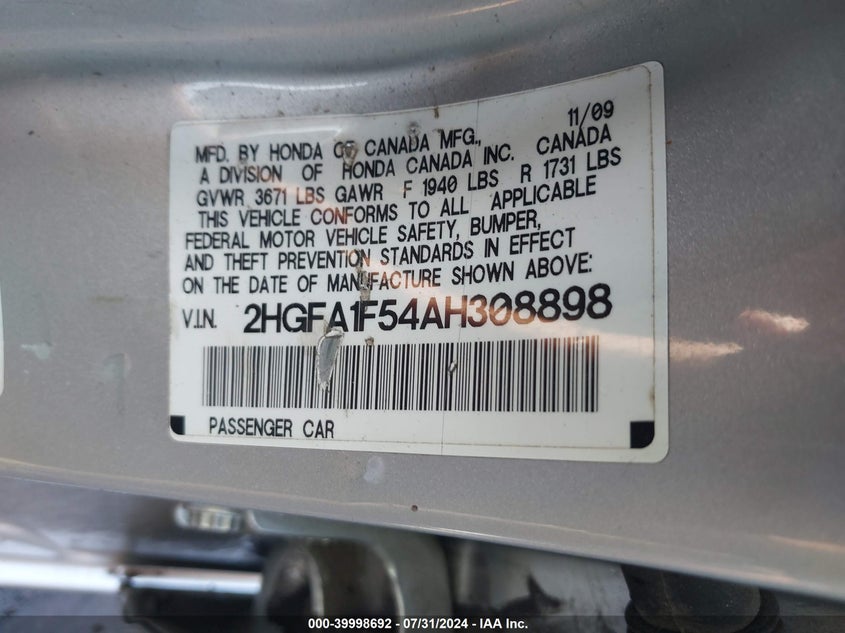 11/09
MFD. BY HONDA OF CANADA MFG.,
A DIVISION OF HONDA CANADA INC. CANADA
GVWR 3671 LBS GAWR F 1940 LBS R 1731 LBS
THIS VEHICLE CONFORMS TO ALL APPLICABLE
FEDERAL MOTOR VEHICLE SAFETY, BUMPER,
AND THEFT PREVENTION STANDARDS IN EFFECT
ON THE DATE OF MANUFACTURE SHOWN ABOVE:
V.I.N. 2HGFA1F54AH308898
PASSENGER CAR
000-39998692 / 07/31/2024 - IAA Inc.